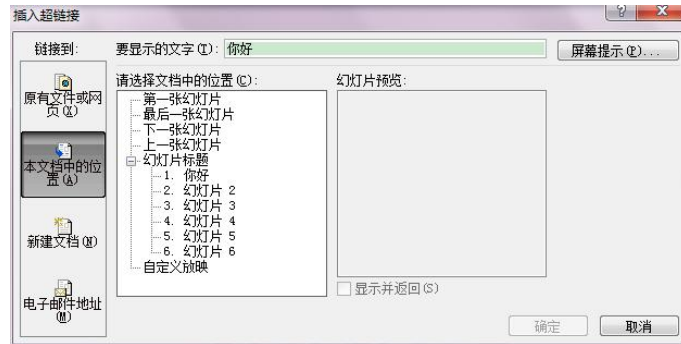 插入超链接
链接到:
要显示的文字(T):
你好
屏幕提示(P)...
原有文件或网
页(X)
本文档中的位
置(A)
新建文档(N)
电子邮件地址
(M)
请选择文档中的位置(C):
第一张幻灯片
最后一张幻灯片
下一张幻灯片
上一张幻灯片
幻灯片标题
1. 你好
2. 幻灯片 2
3. 幻灯片 3
4. 幻灯片 4
5. 幻灯片 5
6. 幻灯片 6
自定义放映
幻灯片预览:
显示并返回(S)
确定
取消